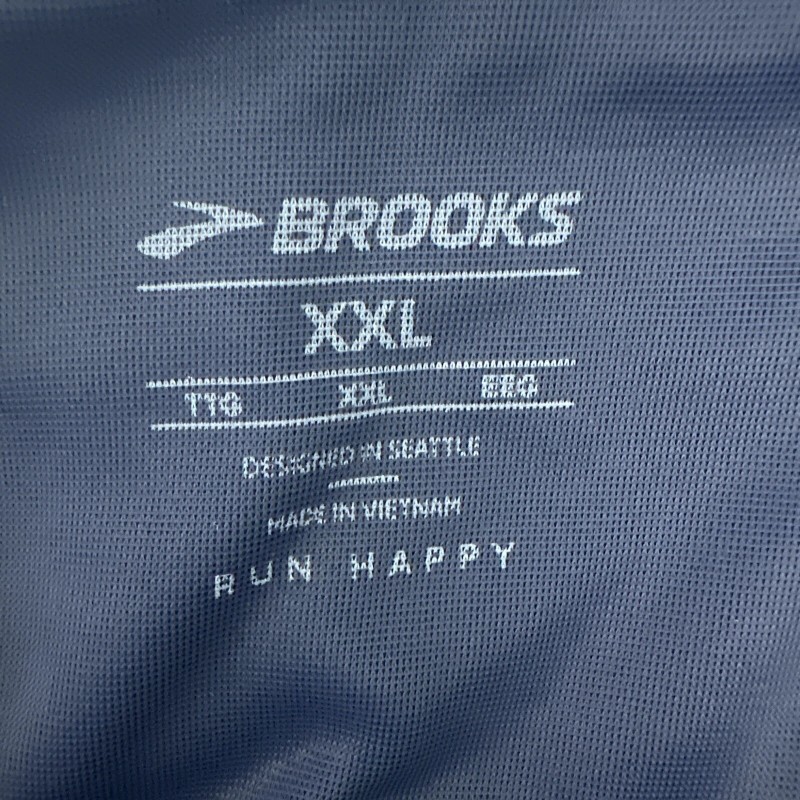 BROOKS
XXL
TTG XXL EEG
DESIGNED IN SEATTLE
MADE IN VIETNAM
RUN HAPPY